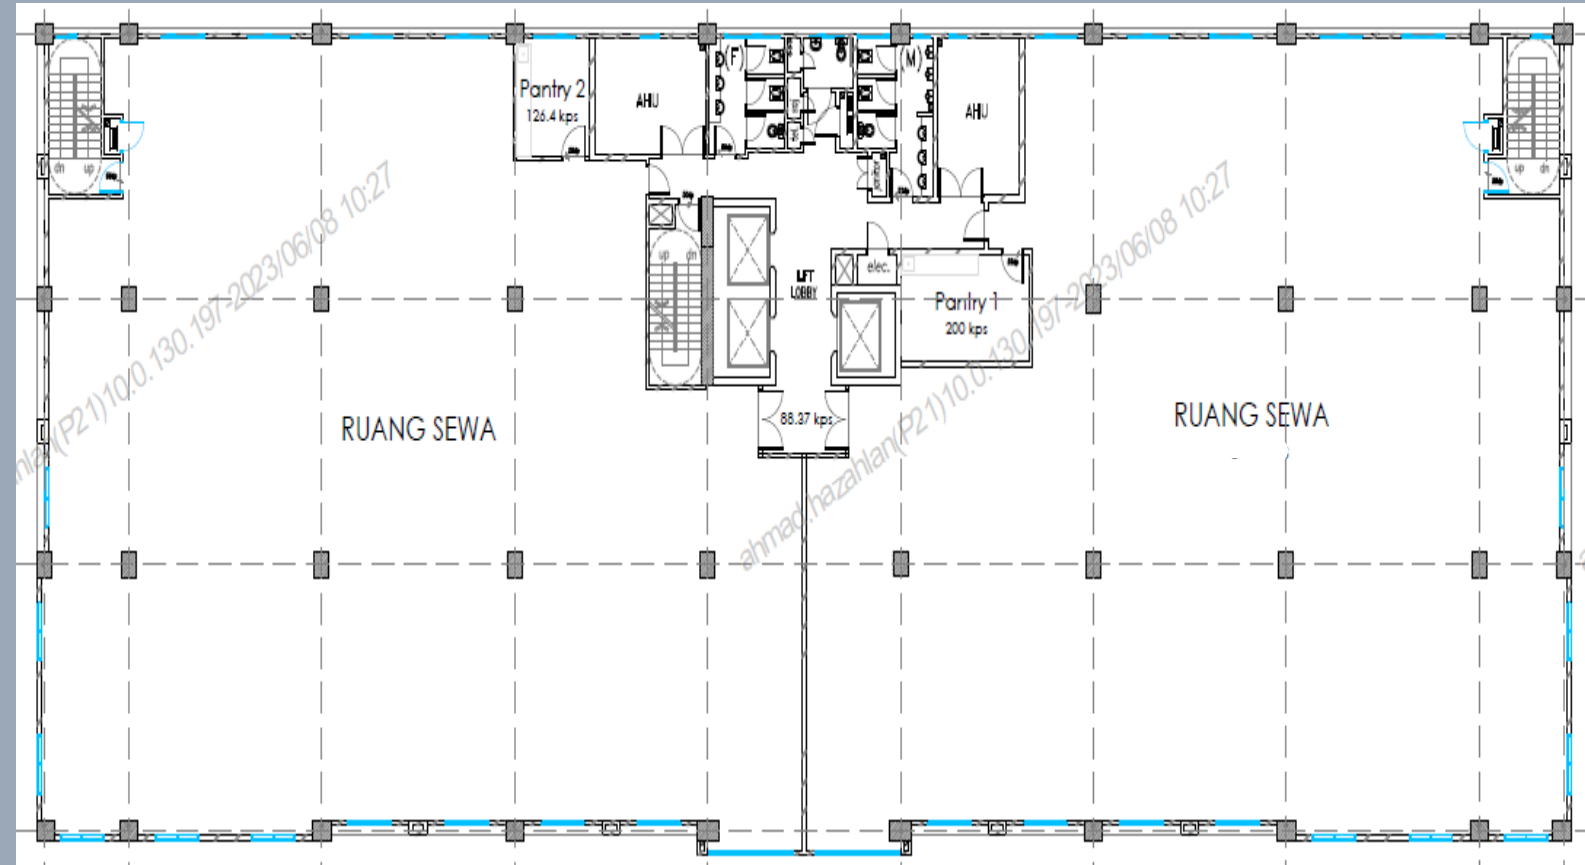 Pantry 2
126.4 kps
AHU
(F)
(M)
AHU
janitor
dn
up
up
dn
up
dn
elec.
LIFT
LOBBY
Pantry 1
200 kps
88.37 kps
RUANG SEWA
RUANG SEWA
ahlan(P21)10.0.130.197-2023/06/08 10:27
ahmad.hazahlan(P21)10.0.130.197-2023/06/08 10:27